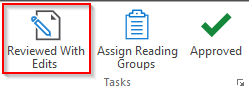 Reviewed With
Edits
Assign Reading
Groups
Approved
Tasks